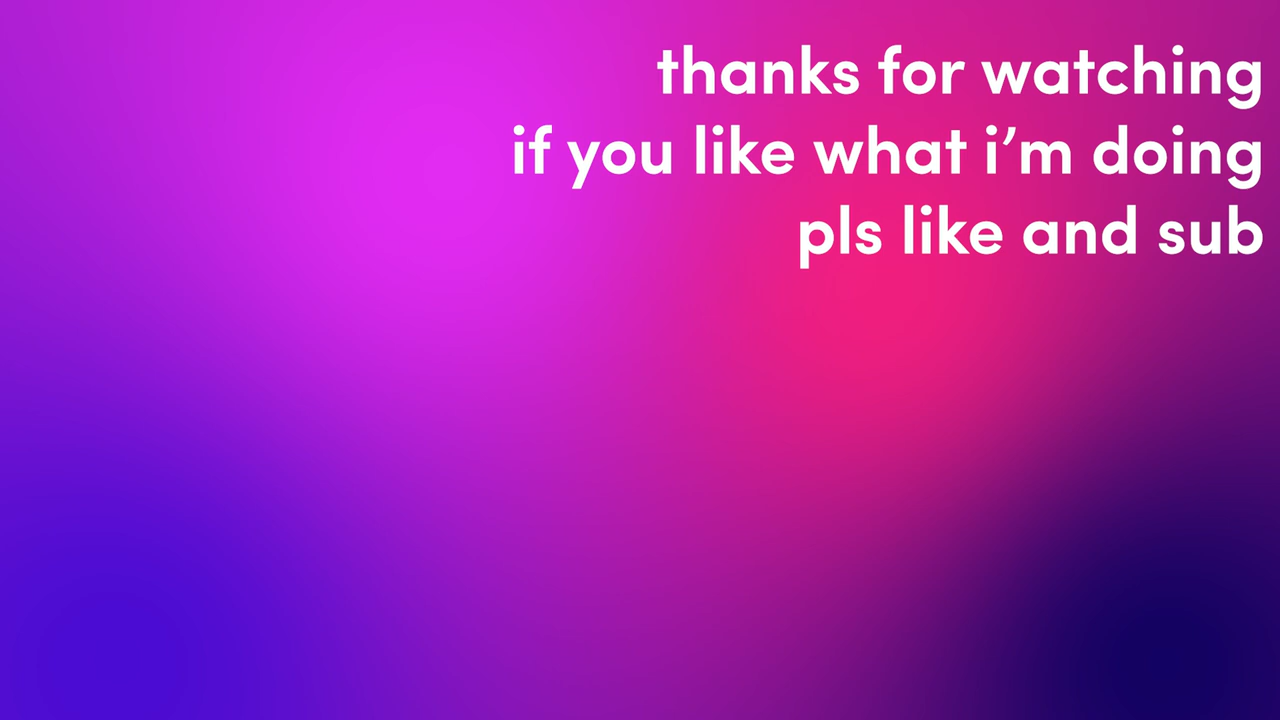 thanks for watching
if you like what i’m doing
pls like and sub